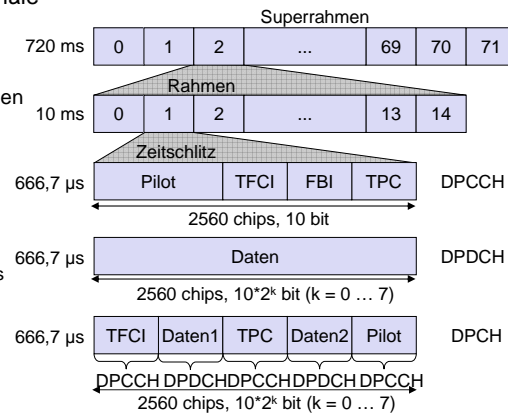 nale
Superrahmen
720 ms 0 1 2 ... 69 70 71
Rahmen
en
10 ms 0 1 2 ... 13 14
Zeitschlitz
666,7 µs Pilot TFCI FBI TPC DPCCH
2560 chips, 10 bit
666,7 µs Daten DPDCH
s
2560 chips, 10*2ᵏ bit (k = 0 … 7)
666,7 µs TFCI Daten1 TPC Daten2 Pilot DPCH
DPCCH DPDCH DPCCH DPDCH DPCCH
2560 chips, 10*2ᵏ bit (k = 0 … 7)